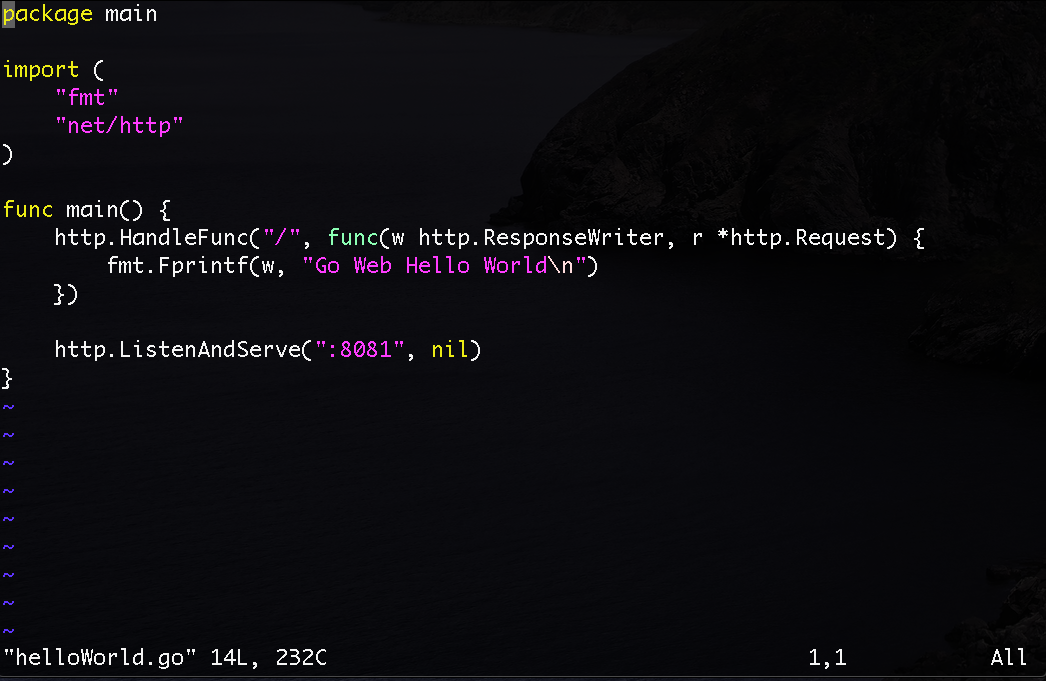 package main

import (
    "fmt"
    "net/http"
)

func main() {
    http.HandleFunc("/", func(w http.ResponseWriter, r *http.Request) {
        fmt.Fprintf(w, "Go Web Hello World\n")
    })

    http.ListenAndServe(":8081", nil)
}
~
~
~
~
~
~
~
~
~
"helloWorld.go" 14L, 232C 1,1 All